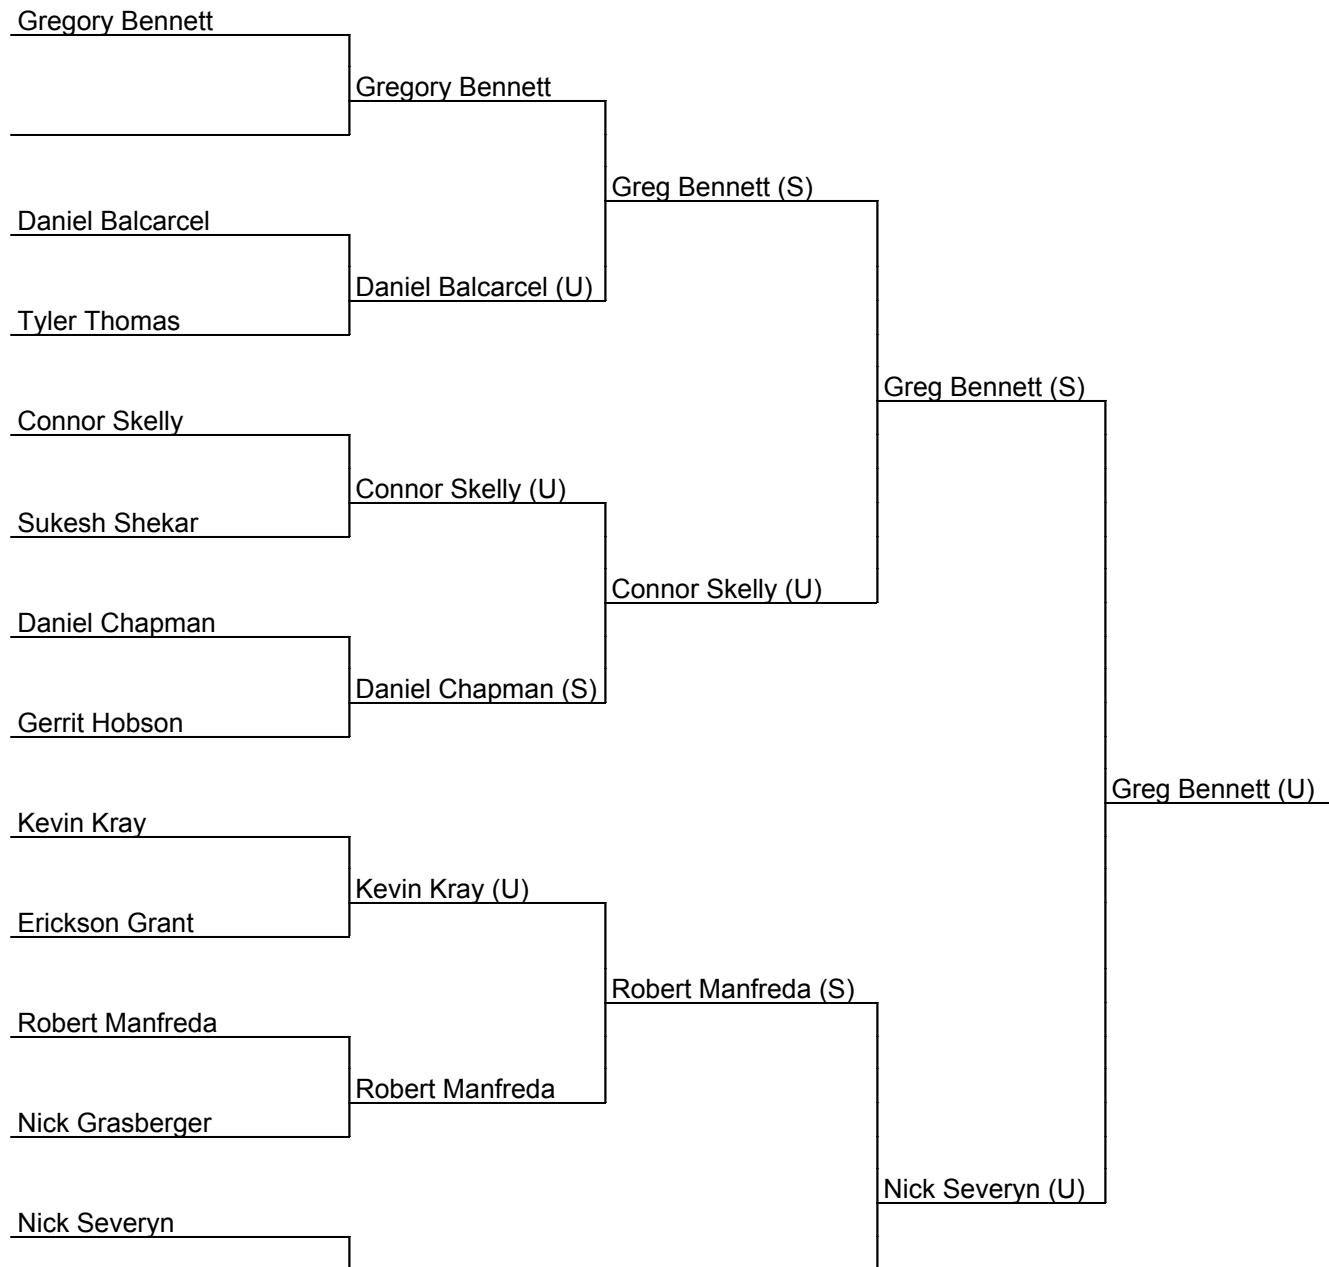 Gregory Bennett
Gregory Bennett
Greg Bennett (S)
Daniel Balcarcel
Daniel Balcarcel (U)
Tyler Thomas
Greg Bennett (S)
Connor Skelly
Connor Skelly (U)
Sukesh Shekar
Connor Skelly (U)
Daniel Chapman
Daniel Chapman (S)
Gerrit Hobson
Greg Bennett (U)
Kevin Kray
Kevin Kray (U)
Erickson Grant
Robert Manfreda (S)
Robert Manfreda
Robert Manfreda
Nick Grasberger
Nick Severyn (U)
Nick Severyn